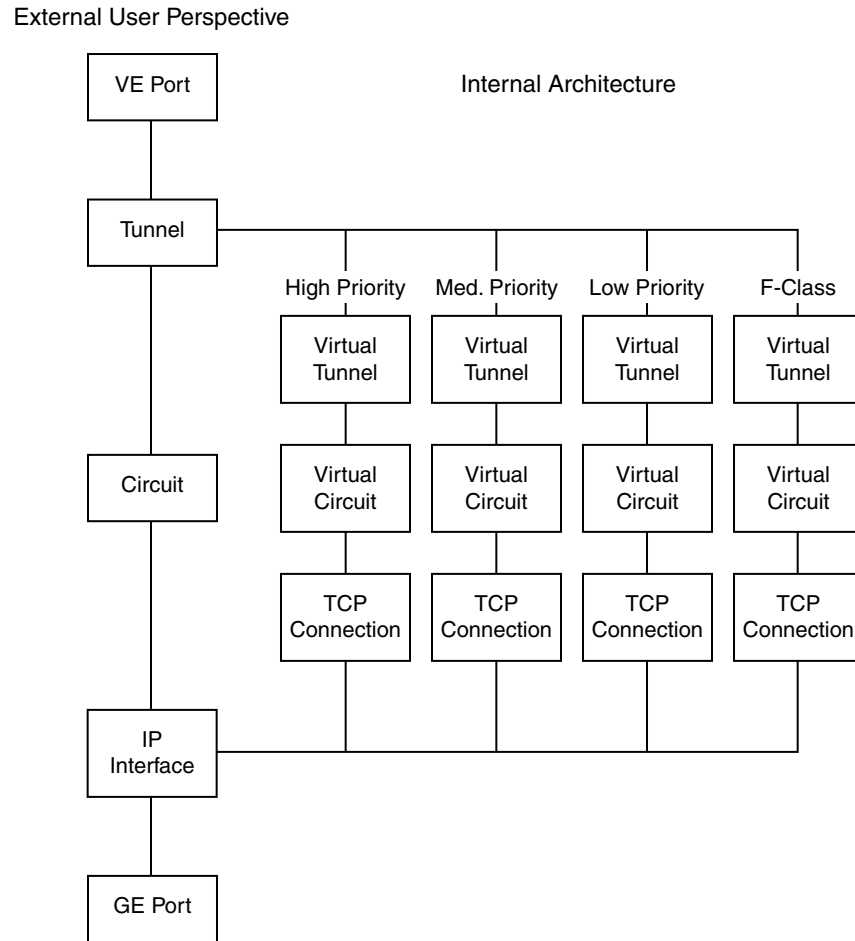 External User Perspective
VE Port
Internal Architecture
Tunnel
High Priority
Med. Priority
Low Priority
F-Class
Virtual
Tunnel
Virtual
Tunnel
Virtual
Tunnel
Virtual
Tunnel
Circuit
Virtual
Circuit
Virtual
Circuit
Virtual
Circuit
Virtual
Circuit
TCP
Connection
TCP
Connection
TCP
Connection
TCP
Connection
IP
Interface
GE Port